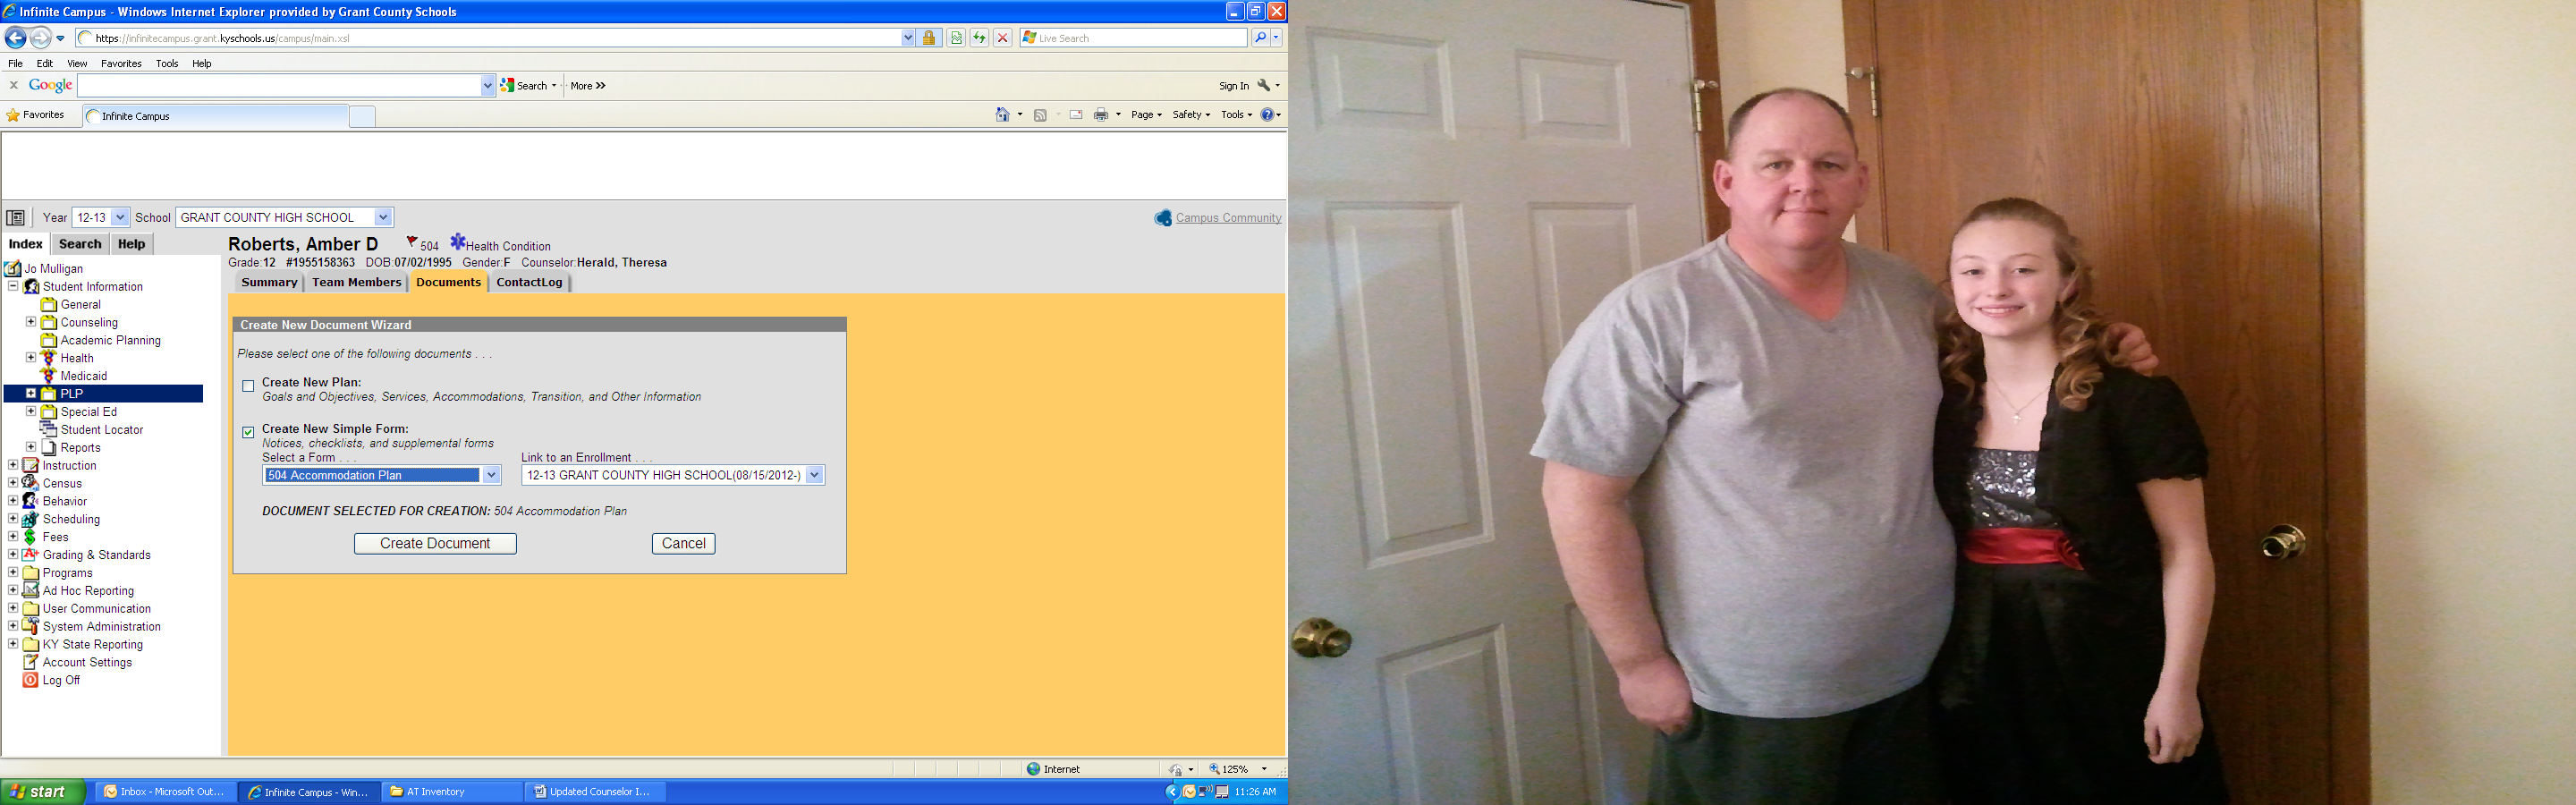 Infinite Campus - Windows Internet Explorer provided by Grant County Schools
https://infinitecampus.grant.kyschools.us/campus/main.xsl
Live Search
File Edit View Favorites Tools Help
x Google Search More >> Sign In
Favorites Infinite Campus Page Safety Tools
Year 12-13 School GRANT COUNTY HIGH SCHOOL Campus Community
Index Search Help
Roberts, Amber D 504 Health Condition
Grade:12 #1955158363 DOB:07/02/1995 Gender:F Counselor:Herald, Theresa
Summary Team Members Documents ContactLog
Jo Mulligan
Student Information
General
Counseling
Academic Planning
Health
Medicaid
PLP
Special Ed
Student Locator
Reports
Instruction
Census
Behavior
Scheduling
Fees
Grading & Standards
Programs
Ad Hoc Reporting
User Communication
System Administration
KY State Reporting
Account Settings
Log Off
Create New Document Wizard
Please select one of the following documents . . .
Create New Plan:
Goals and Objectives, Services, Accommodations, Transition, and Other Information
Create New Simple Form:
Notices, checklists, and supplemental forms
Select a Form . . . Link to an Enrollment . . .
504 Accommodation Plan 12-13 GRANT COUNTY HIGH SCHOOL(08/15/2012-)
DOCUMENT SELECTED FOR CREATION: 504 Accommodation Plan
Create Document Cancel
Internet 125%
start Inbox - Microsoft Out... Infinite Campus - Win... AT Inventory Updated Counselor I... 11:26 AM